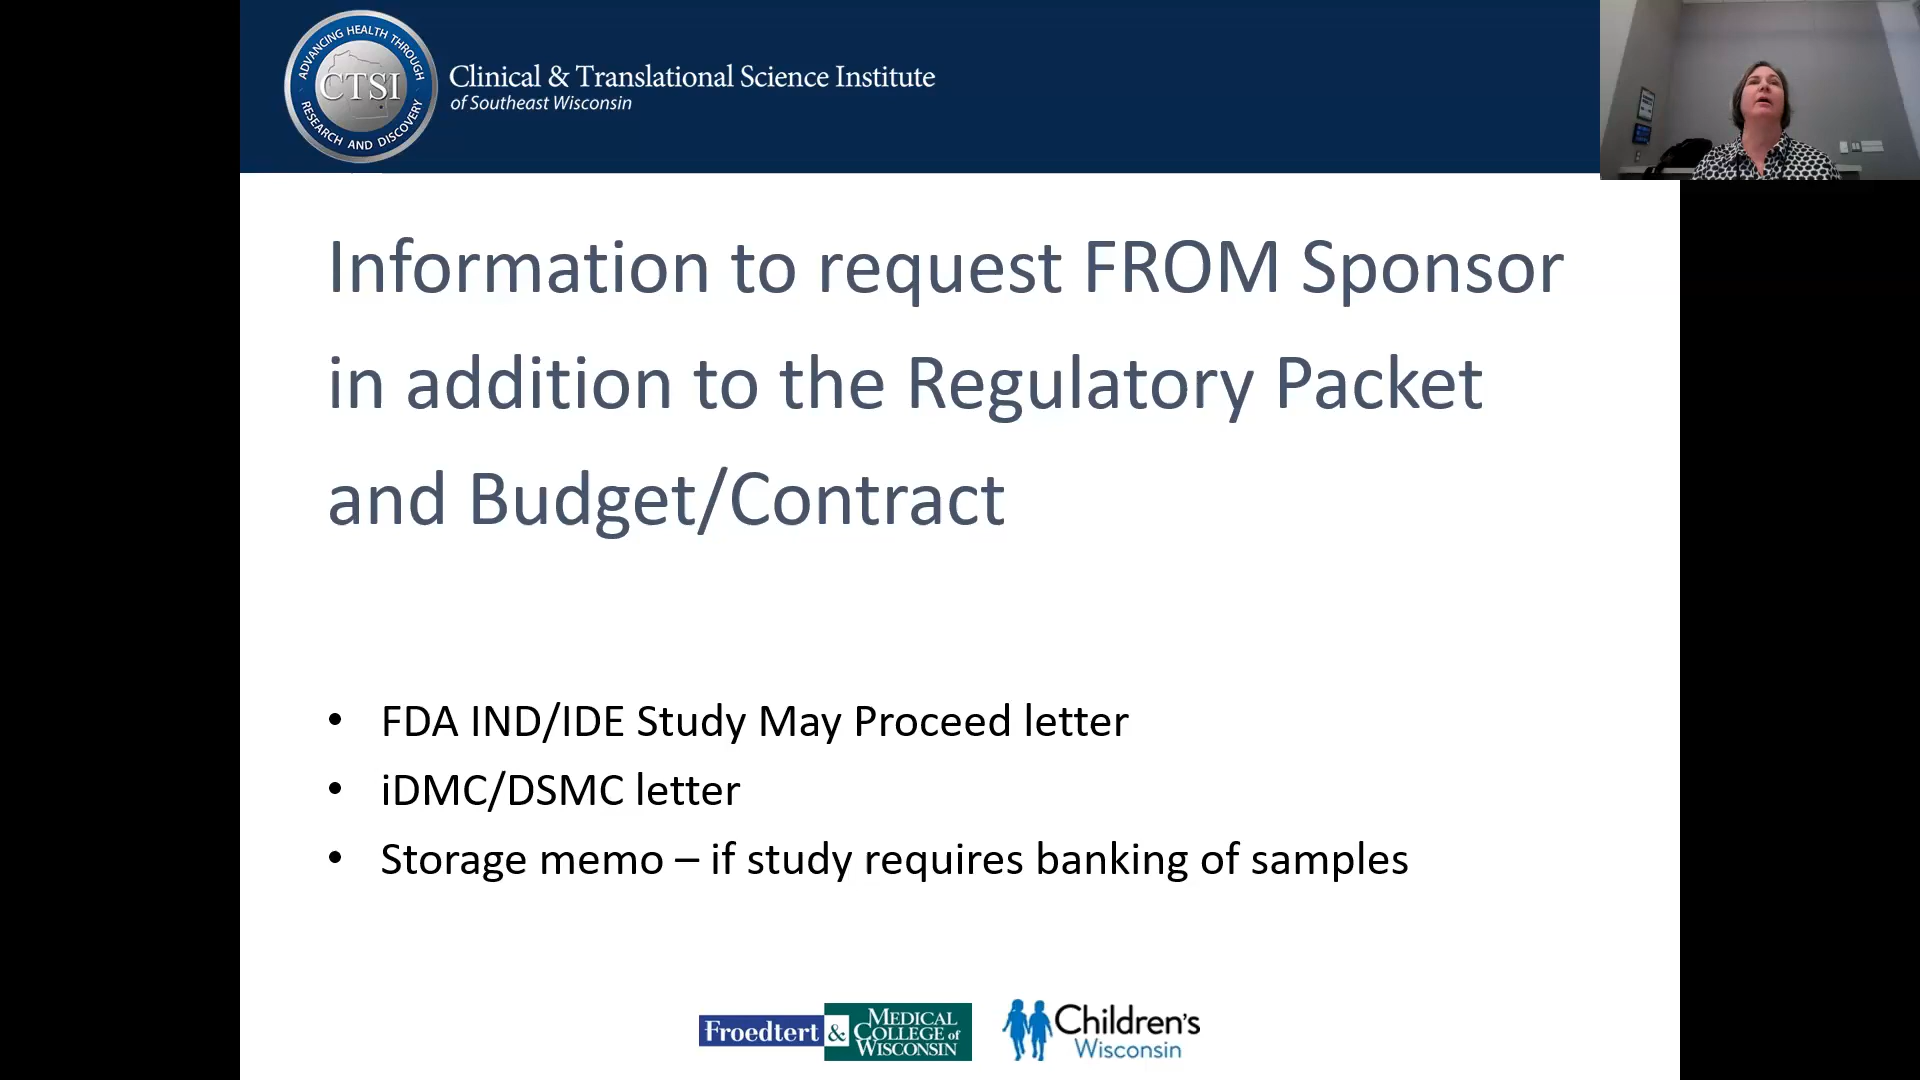 ADVANCING HEALTH THROUGH
CTSI
RESEARCH AND DISCOVERY
Clinical & Translational Science Institute
of Southeast Wisconsin
Information to request FROM Sponsor
in addition to the Regulatory Packet
and Budget/Contract
• FDA IND/IDE Study May Proceed letter
• iDMC/DSMC letter
• Storage memo – if study requires banking of samples
Froedtert & MEDICAL COLLEGE of WISCONSIN
Children's
Wisconsin